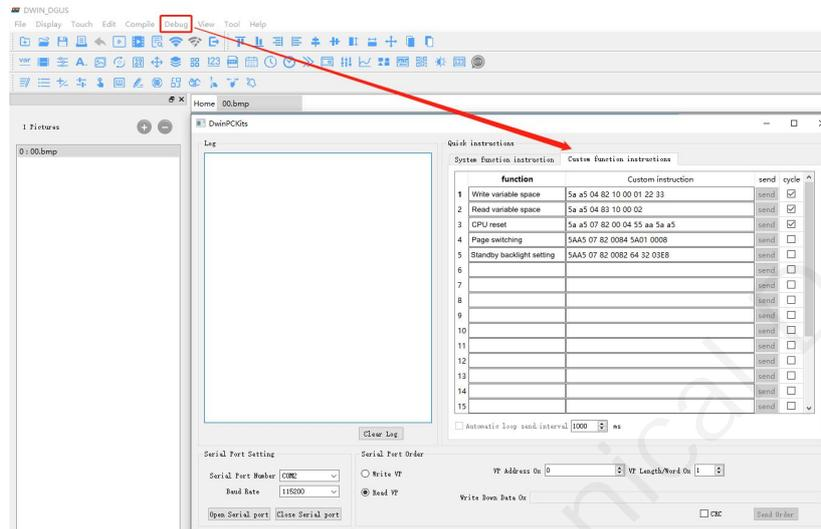 DWIN_DGUS
File Display Touch Edit Compile Debug View Tool Help
Home 00.bmp
1 Pictures
0 : 00.bmp
DwinPCKits
Log
Quick instructions
System function instruction Custom function instructions
function Custom instruction send cycle
1 Write variable space 5a a5 04 82 10 00 01 22 33 send
2 Read variable space 5a a5 04 83 10 00 02 send
3 CPU reset 5a a5 07 82 00 04 55 aa 5a a5 send
4 Page switching 5AA5 07 82 0084 5A01 0008 send
5 Standby backlight setting 5AA5 07 82 0082 64 32 03E8 send
6 send
7 send
8 send
9 send
10 send
11 send
12 send
13 send
14 send
15 send
Clear Log
Automatic loop send interval 1000 ms
Serial Port Setting
Serial Port Number COM2
Baud Rate 115200
Open Serial port Close Serial port
Serial Port Order
Write VP
Read VP
VP Address 0x 0 VP Length/Word 0x 1
Write Down Data 0x
CRC Send Order
nical